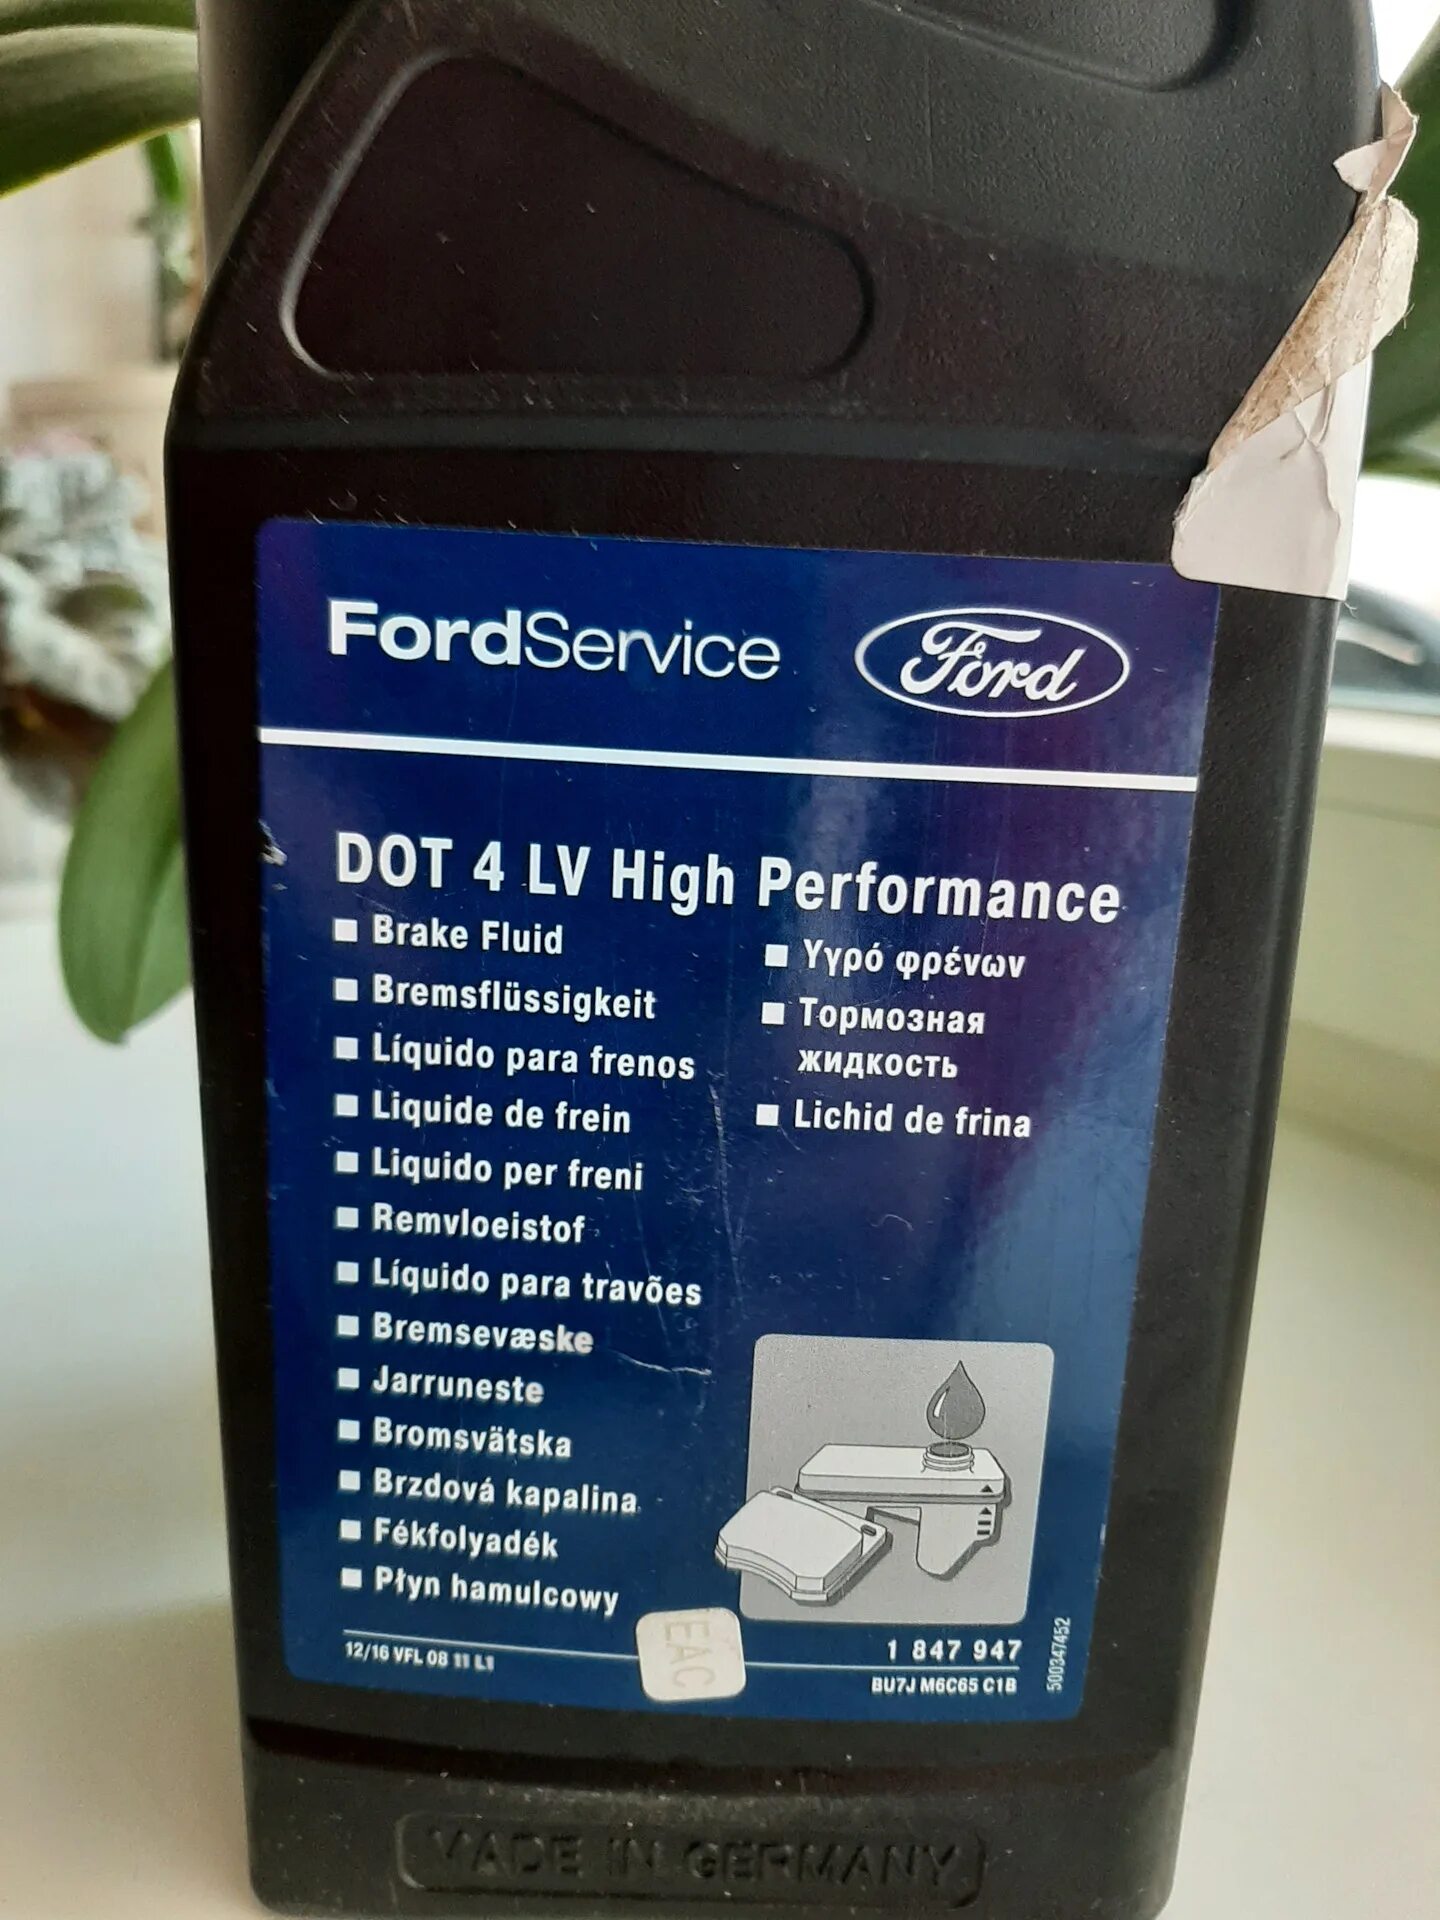 FordService
Ford
DOT 4 LV High Performance
Brake Fluid
Bremsflüssigkeit
Líquido para frenos
Liquide de frein
Liquido per freni
Remvloeistof
Líquido para travões
Bremsevæske
Jarruneste
Bromsvätska
Brzdová kapalina
Fékfolyadék
Płyn hamulcowy
Υγρό φρένων
Тормозная
жидкость
Lichid de frina
12/16 VFL 08 11 L1
EAC
1 847 947
BU7J M6C65 C1B
500347452
MADE IN GERMANY